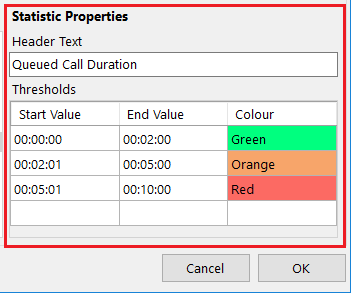 Statistic Properties
Header Text
Queued Call Duration
Thresholds
Start Value End Value Colour
00:00:00 00:02:00 Green
00:02:01 00:05:00 Orange
00:05:01 00:10:00 Red
Cancel OK